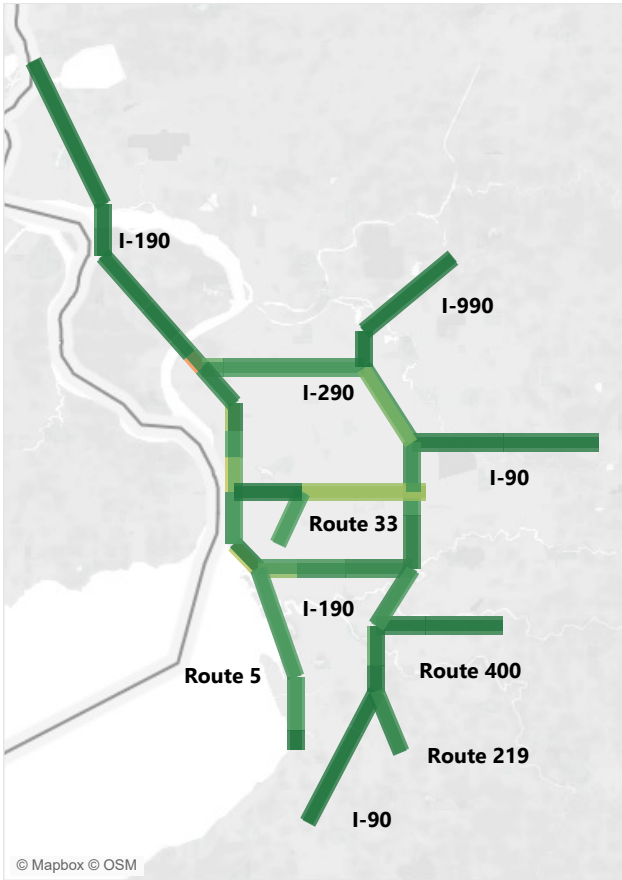 I-190
I-990
I-290
I-90
Route 33
I-190
Route 400
Route 5
Route 219
I-90
© Mapbox © OSM